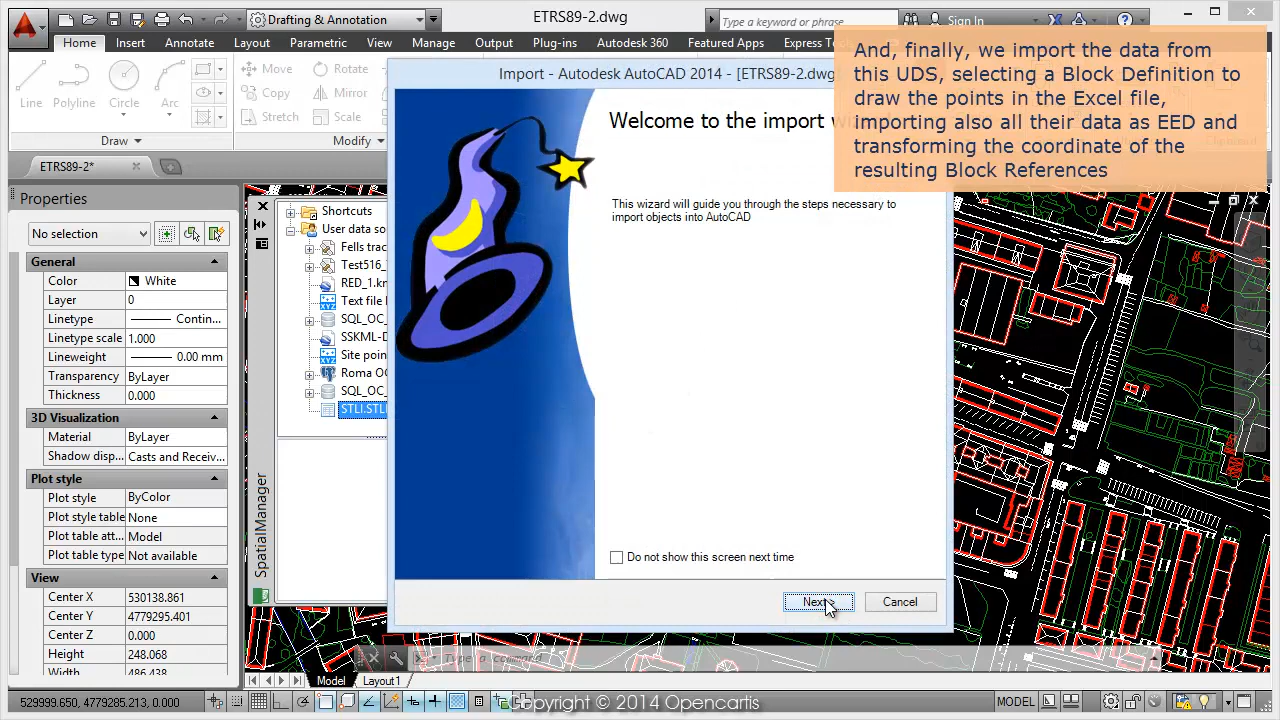 Drafting & Annotation
ETRS89-2.dwg
Type a keyword or phrase
Sign In
Home Insert Annotate Layout Parametric View Manage Output Plug-ins Autodesk 360 Featured Apps Express
Line
Polyline
Circle
Arc
Move
Rotate
Copy
Mirror
Stretch
Scale
Draw
Modify
ETRS89-2*
And, finally, we import the data from
this UDS, selecting a Block Definition to
draw the points in the Excel file,
importing also all their data as EED and
transforming the coordinate of the
resulting Block References
Properties
No selection
General
Color White
Layer 0
Linetype Contin...
Linetype scale 1.000
Lineweight 0.00 mm
Transparency ByLayer
Thickness 0.000
3D Visualization
Material ByLayer
Shadow disp... Casts and Receiv...
Plot style
Plot style ByColor
Plot style table None
Plot table att... Model
Plot table type Not available
View
Center X 530138.861
Center Y 4779295.401
Center Z 0.000
Height 248.068
Width 486.438
SpatialManager
Shortcuts
User data so
Fells trac
Test516_
RED_1.kn
Text file
SQL_OC_
SSKML-D
Site poin
Roma OC
SQL_OC_
STLI.STLI
Import - Autodesk AutoCAD 2014 - [ETRS89-2.dwg
Welcome to the import w
This wizard will guide you through the steps necessary to
import objects into AutoCAD
Do not show this screen next time
Next
Cancel
Type a command
Model Layout1
529999.650, 4779285.213, 0.000
MODEL
Copyright © 2014 Opencartis